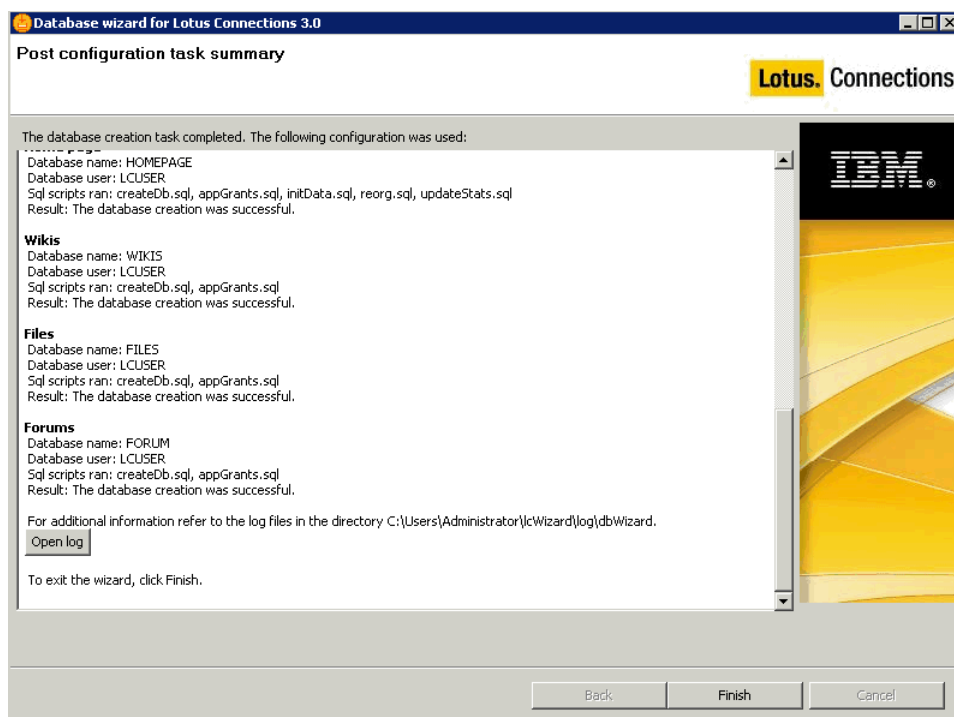 Database wizard for Lotus Connections 3.0
Post configuration task summary
Lotus. Connections
The database creation task completed. The following configuration was used:
IBM®
Database name: HOMEPAGE
Database user: LCUSER
Sql scripts ran: createDb.sql, appGrants.sql, initData.sql, reorg.sql, updateStats.sql
Result: The database creation was successful.
Wikis
Database name: WIKIS
Database user: LCUSER
Sql scripts ran: createDb.sql, appGrants.sql
Result: The database creation was successful.
Files
Database name: FILES
Database user: LCUSER
Sql scripts ran: createDb.sql, appGrants.sql
Result: The database creation was successful.
Forums
Database name: FORUM
Database user: LCUSER
Sql scripts ran: createDb.sql, appGrants.sql
Result: The database creation was successful.
For additional information refer to the log files in the directory C:\Users\Administrator\lcWizard\log\dbWizard.
Open log
To exit the wizard, click Finish.
Back Finish Cancel